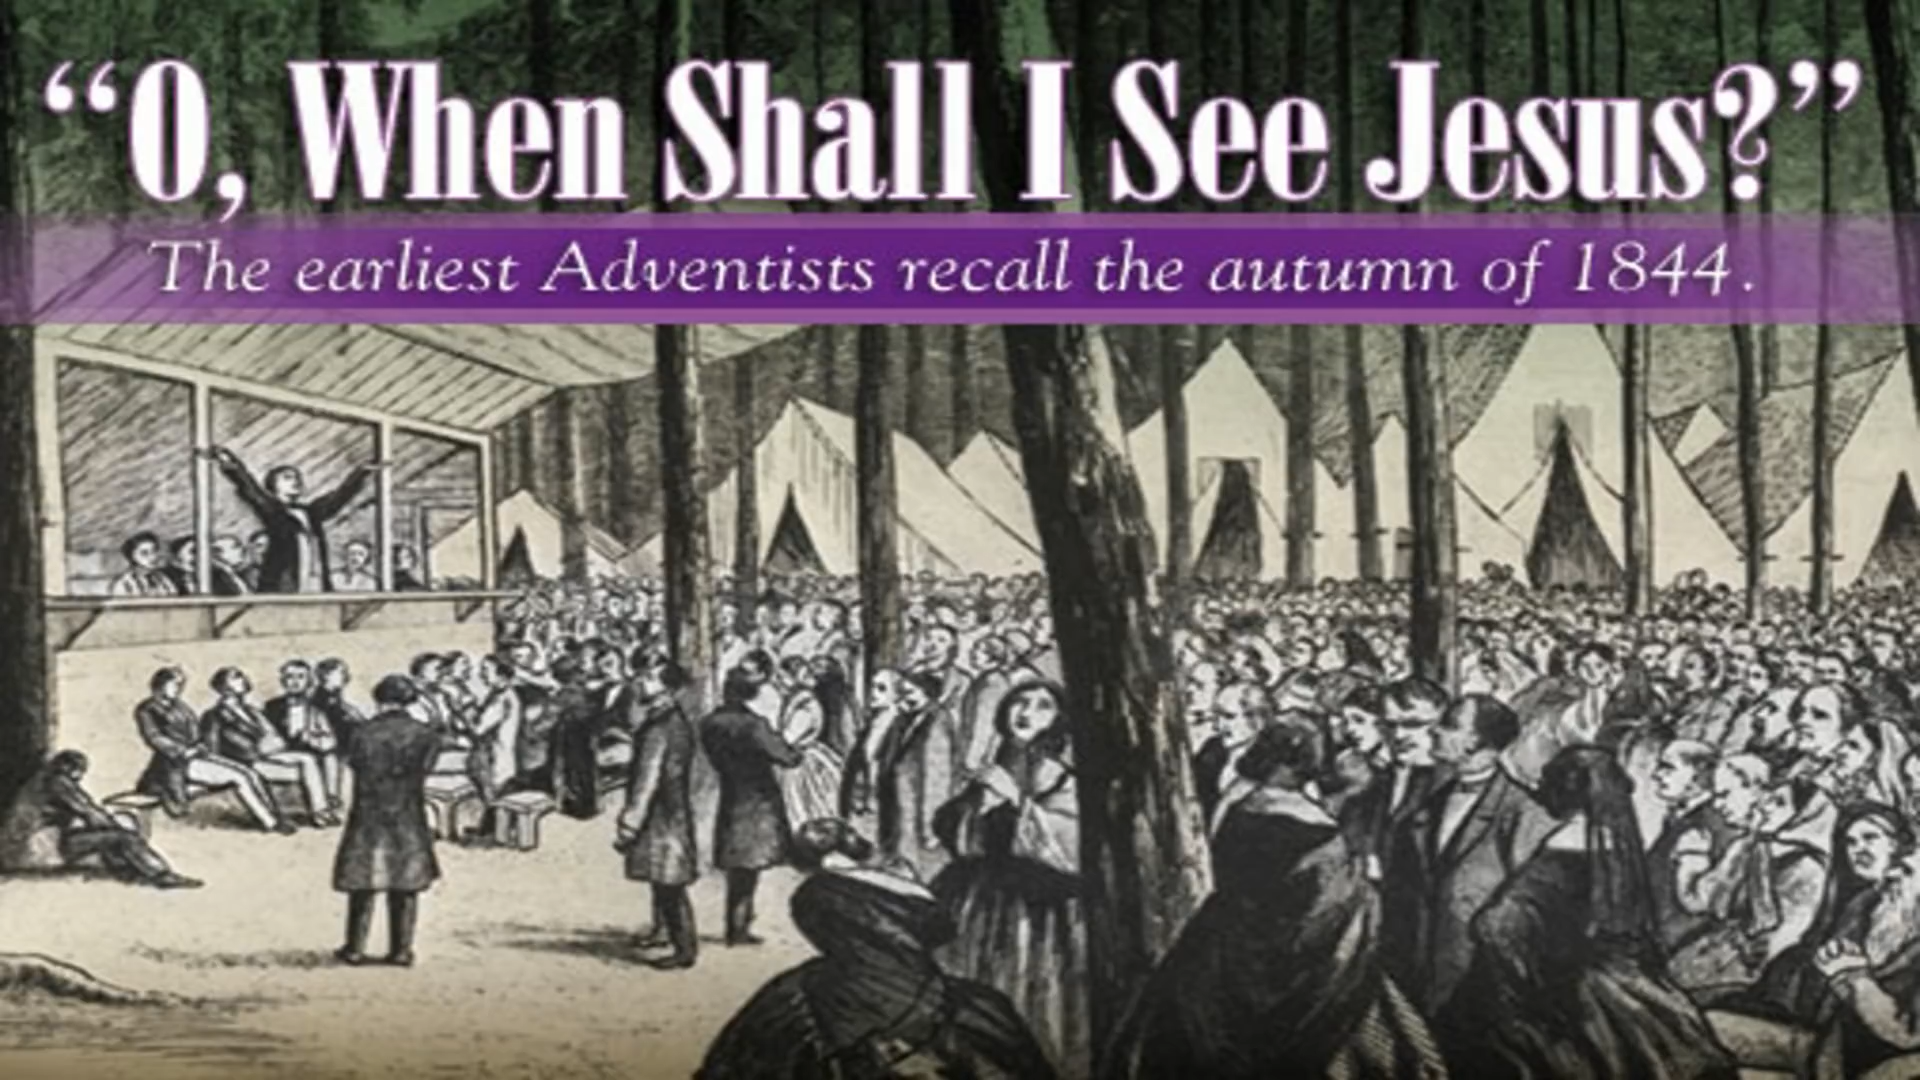 “O, When Shall I See Jesus?”
The earliest Adventists recall the autumn of 1844.